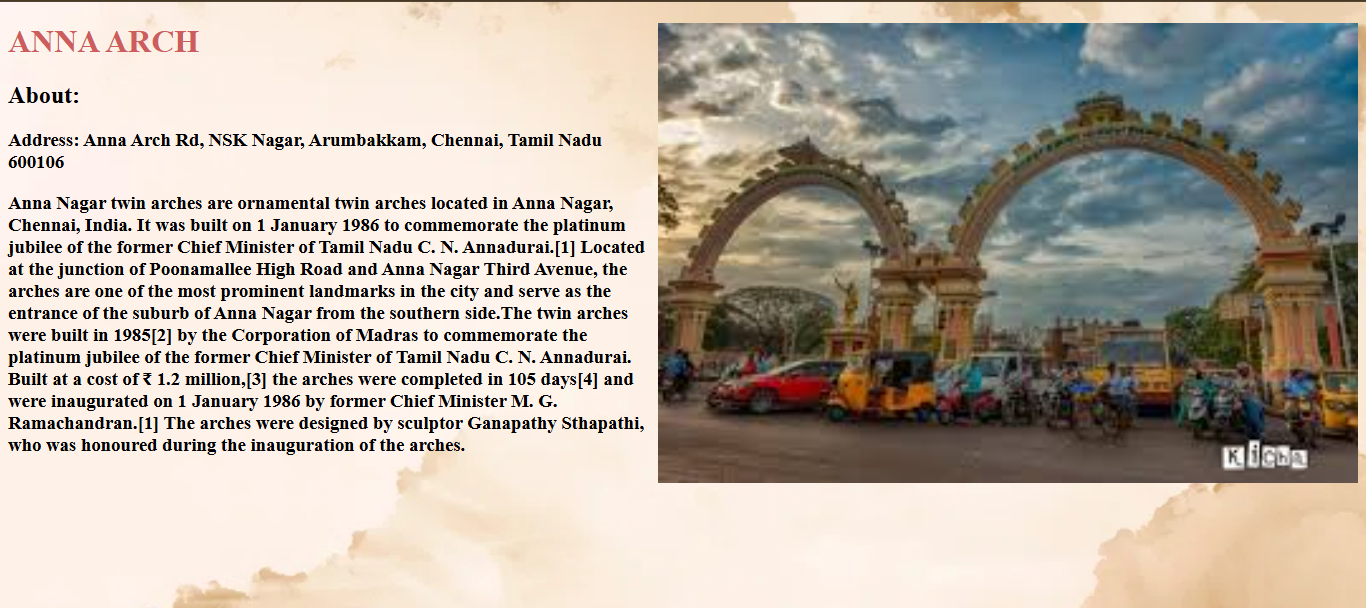 ANNA ARCH
About:
Address: Anna Arch Rd, NSK Nagar, Arumbakkam, Chennai, Tamil Nadu
600106
Anna Nagar twin arches are ornamental twin arches located in Anna Nagar,
Chennai, India. It was built on 1 January 1986 to commemorate the platinum
jubilee of the former Chief Minister of Tamil Nadu C. N. Annadurai.[1] Located
at the junction of Poonamallee High Road and Anna Nagar Third Avenue, the
arches are one of the most prominent landmarks in the city and serve as the
entrance of the suburb of Anna Nagar from the southern side.The twin arches
were built in 1985[2] by the Corporation of Madras to commemorate the
platinum jubilee of the former Chief Minister of Tamil Nadu C. N. Annadurai.
Built at a cost of ₹ 1.2 million,[3] the arches were completed in 105 days[4] and
were inaugurated on 1 January 1986 by former Chief Minister M. G.
Ramachandran.[1] The arches were designed by sculptor Ganapathy Sthapathi,
who was honoured during the inauguration of the arches.
KiCha